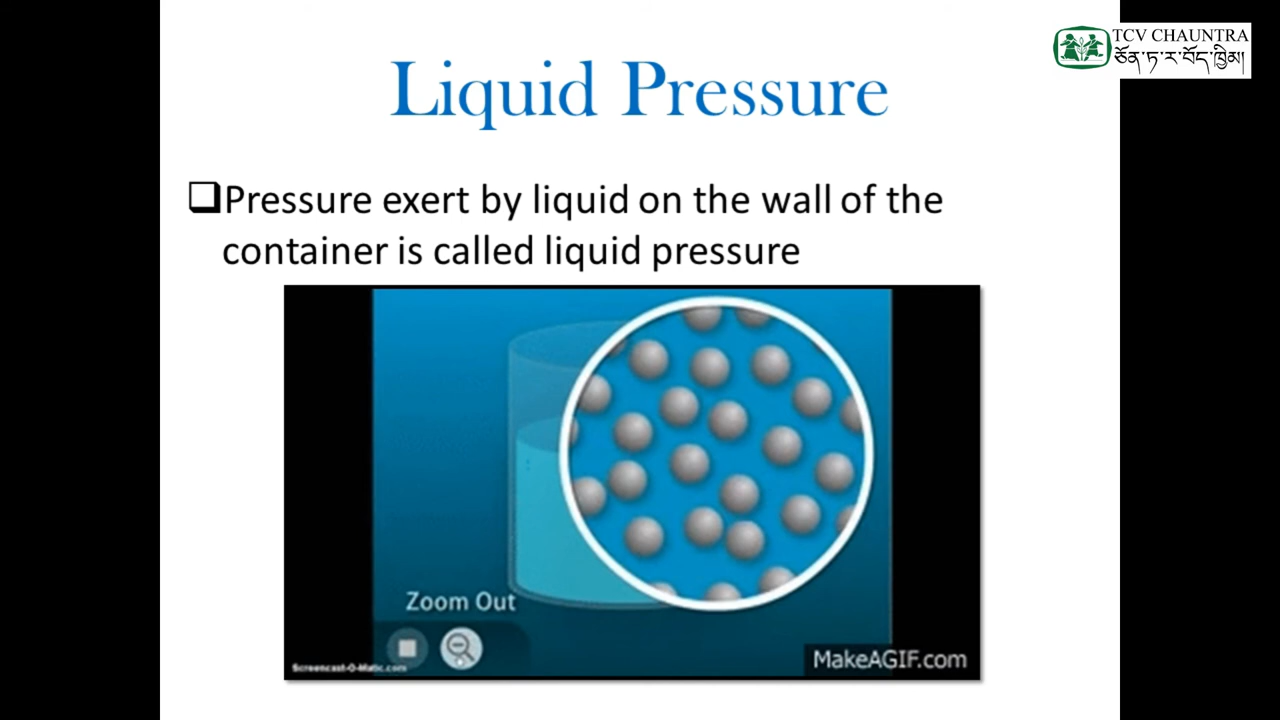 TCV CHAUNTRA
ཅོན་ཏ་ར་བོད་ཁྱིམ།
Liquid Pressure
Pressure exert by liquid on the wall of the
container is called liquid pressure
Zoom Out
Screencast-O-Matic.com
MakeAGIF.com